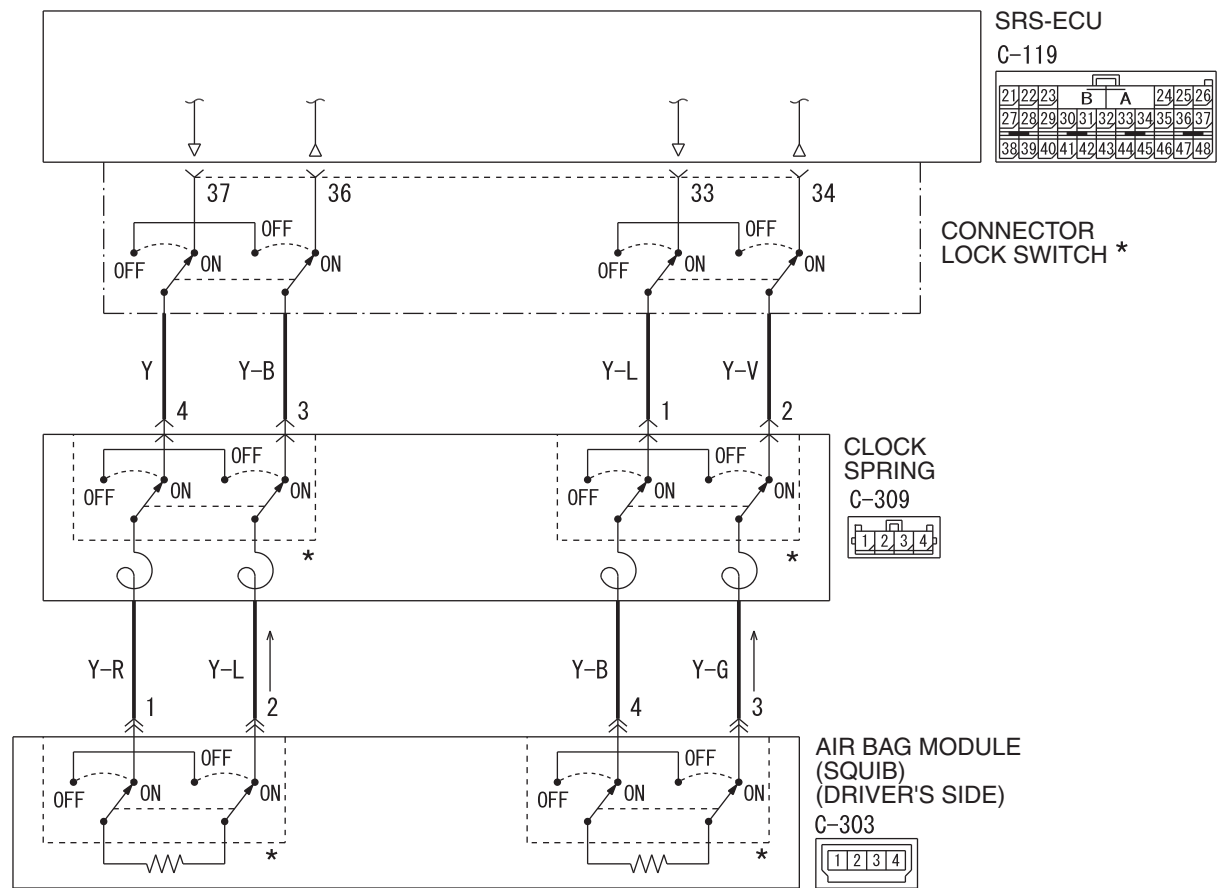 SRS-ECU
C-119
21 22 23 B A 24 25 26
27 28 29 30 31 32 33 34 35 36 37
38 39 40 41 42 43 44 45 46 47 48
37 36 33 34
OFF OFF
OFF ON ON OFF ON ON
CONNECTOR
LOCK SWITCH *
Y Y-B Y-L Y-V
4 3 1 2
CLOCK
SPRING
C-309
1 2 3 4
OFF OFF
OFF ON ON OFF ON ON
* *
Y-R Y-L Y-B Y-G
1 2 4 3
AIR BAG MODULE
(SQUIB)
(DRIVER'S SIDE)
C-303
1 2 3 4
OFF OFF
OFF ON ON OFF ON ON
* *